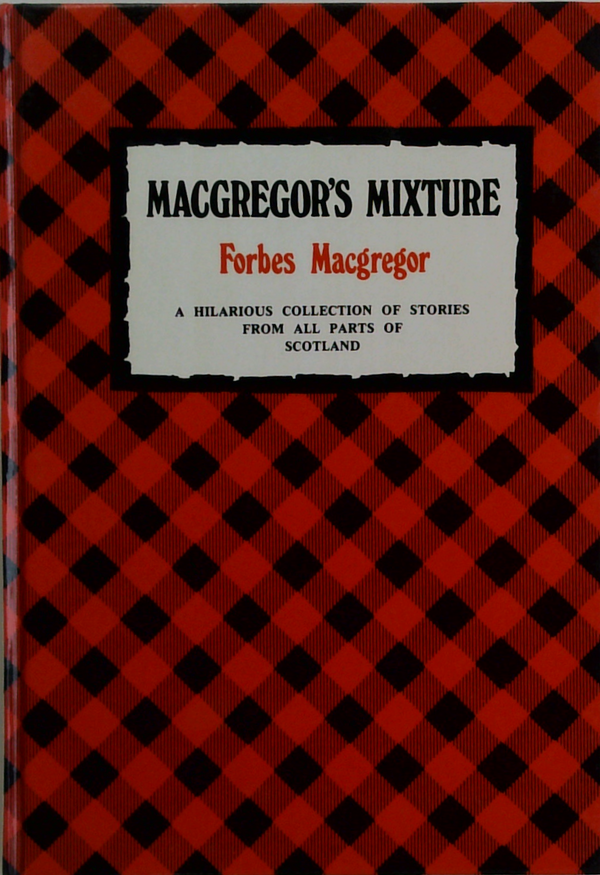 MACGREGOR'S MIXTURE
Forbes Macgregor
A HILARIOUS COLLECTION OF STORIES
FROM ALL PARTS OF
SCOTLAND